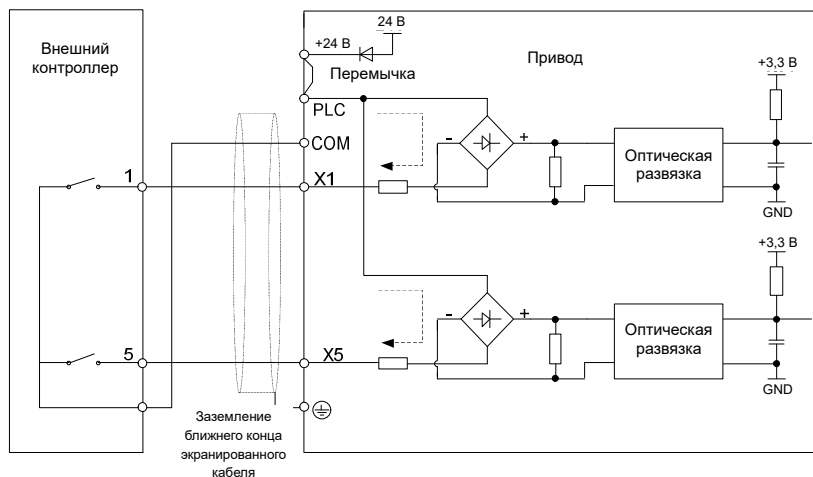 Внешний
контроллер
24 В
+24 В
Перемычка
Привод
+3,3 В
PLC
COM
-
+
Оптическая
развязка
1
X1
GND
+3,3 В
-
+
Оптическая
развязка
5
X5
GND
Заземление
ближнего конца
экранированного
кабеля